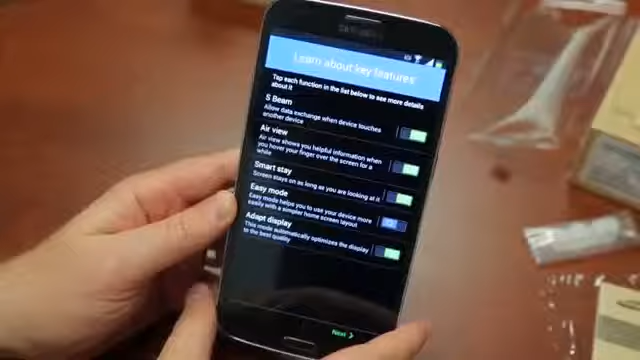 Learn about key features
Tap each function in the list below to see more details
about it
S Beam
Allow data exchange when device touches
another device
Air view
Air view shows you helpful information when
you hover your finger over the screen for a
while
Smart stay
Screen stays on as long as you are looking at it
Easy mode
Easy mode helps you to use your device more
easily with a simpler home screen layout
Adapt display
This mode automatically optimizes the display
to the best quality
Next